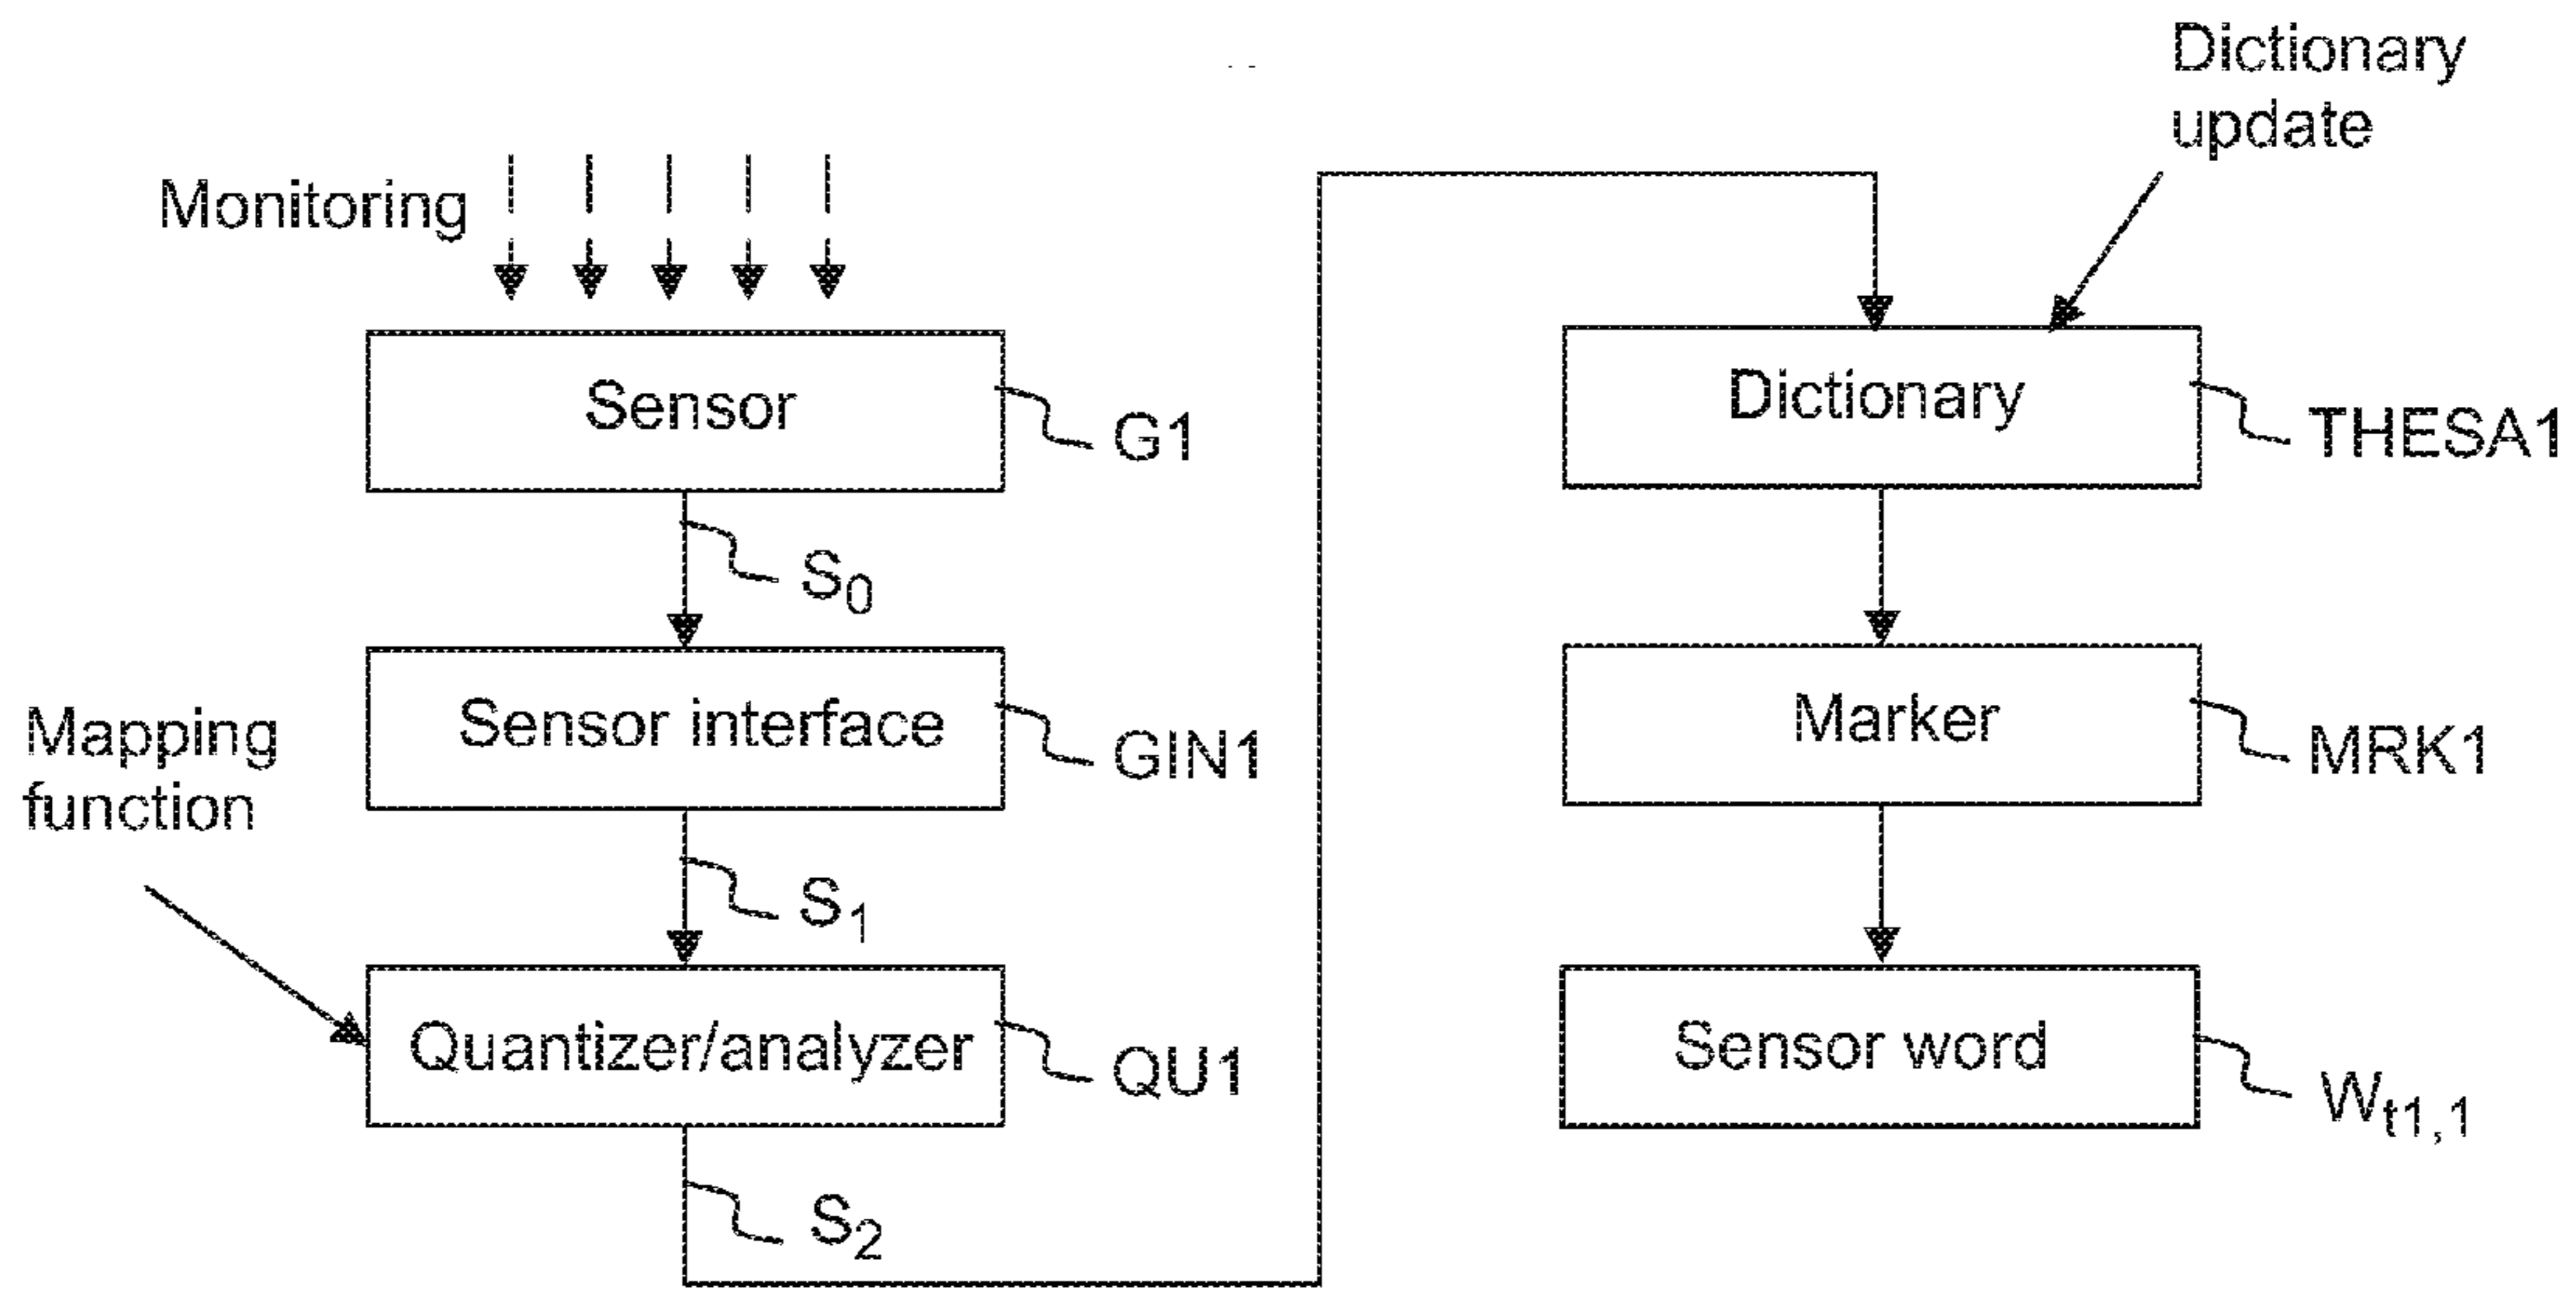 Dictionary
update
Monitoring
Sensor
G1
S0
Sensor interface
GIN1
Mapping
function
S1
Quantizer/analyzer
QU1
S2
Dictionary
THESA1
Marker
MRK1
Sensor word
Wt1,1